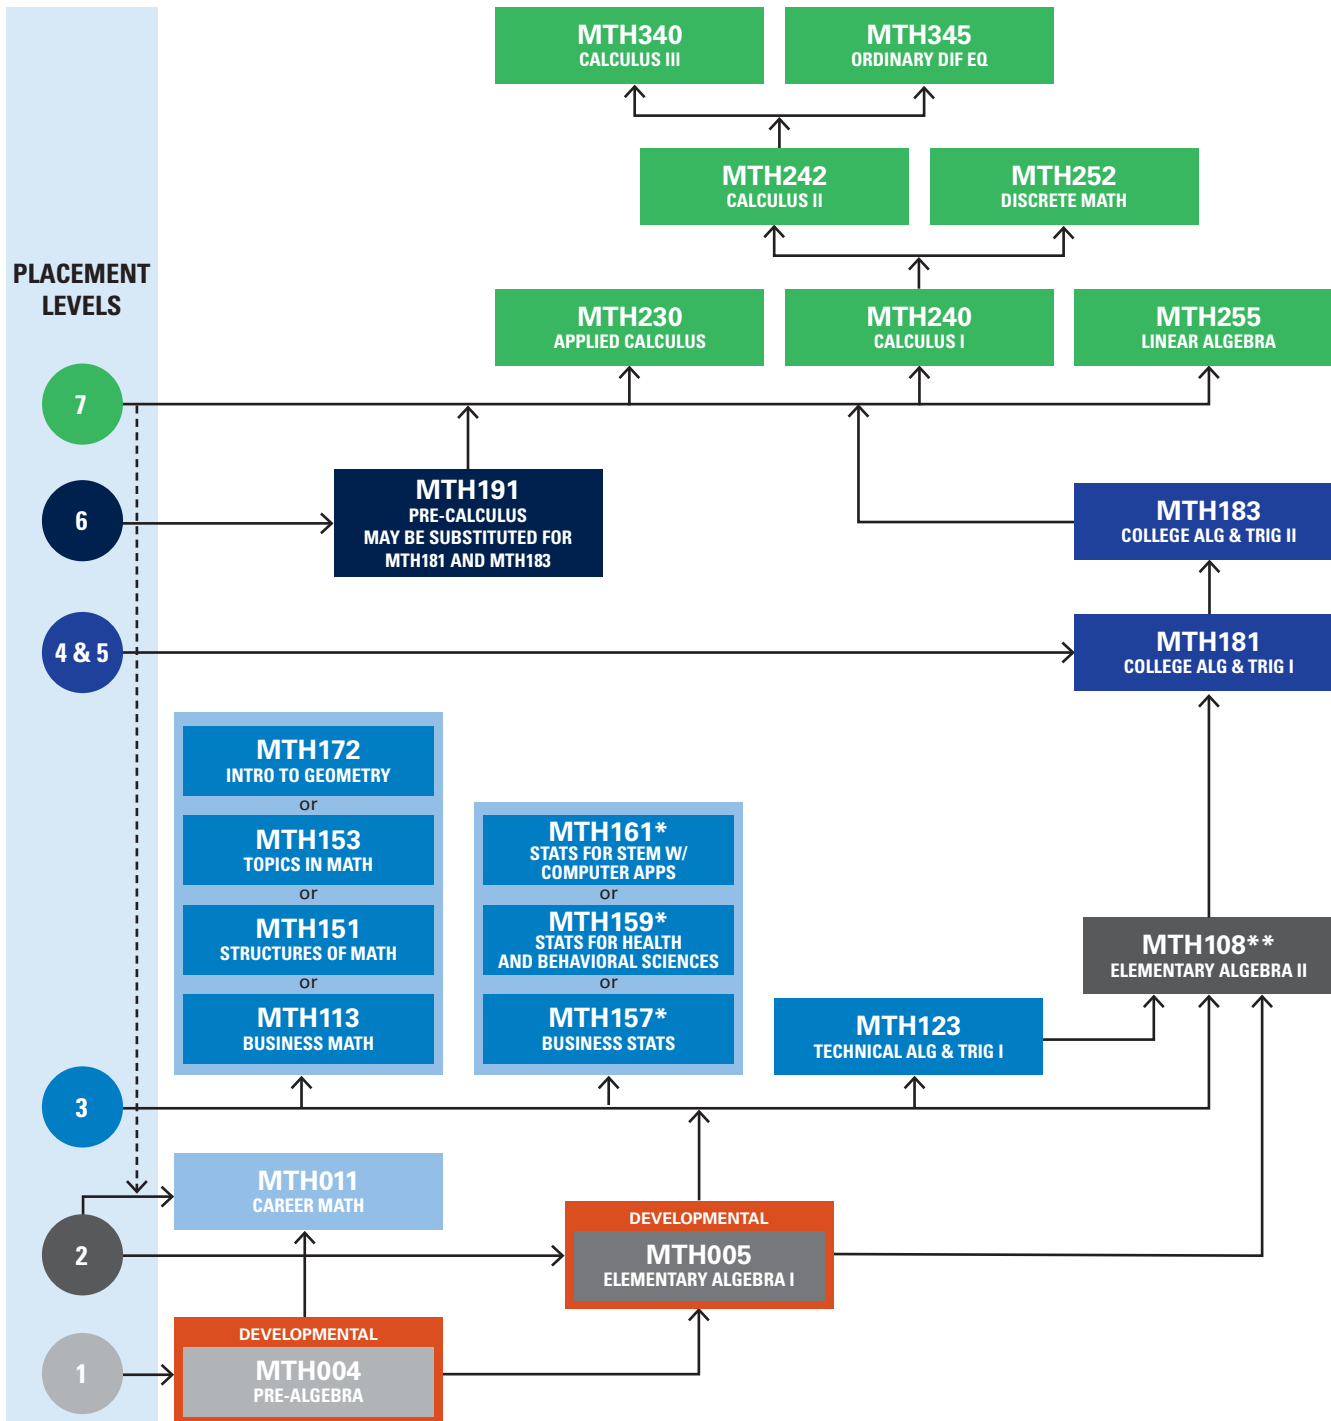 MTH340
CALCULUS III
MTH345
ORDINARY DIF EQ
MTH242
CALCULUS II
MTH252
DISCRETE MATH
PLACEMENT
LEVELS
MTH230
APPLIED CALCULUS
MTH240
CALCULUS I
MTH255
LINEAR ALGEBRA
7
6
MTH191
PRE-CALCULUS
MAY BE SUBSTITUTED FOR
MTH181 AND MTH183
MTH183
COLLEGE ALG & TRIG II
4 & 5
MTH181
COLLEGE ALG & TRIG I
MTH172
INTRO TO GEOMETRY
or
MTH153
TOPICS IN MATH
or
MTH151
STRUCTURES OF MATH
or
MTH113
BUSINESS MATH
MTH161*
STATS FOR STEM W/
COMPUTER APPS
or
MTH159*
STATS FOR HEALTH
AND BEHAVIORAL SCIENCES
or
MTH157*
BUSINESS STATS
MTH123
TECHNICAL ALG & TRIG I
MTH108**
ELEMENTARY ALGEBRA II
3
MTH011
CAREER MATH
2
DEVELOPMENTAL
MTH005
ELEMENTARY ALGEBRA I
1
DEVELOPMENTAL
MTH004
PRE-ALGEBRA